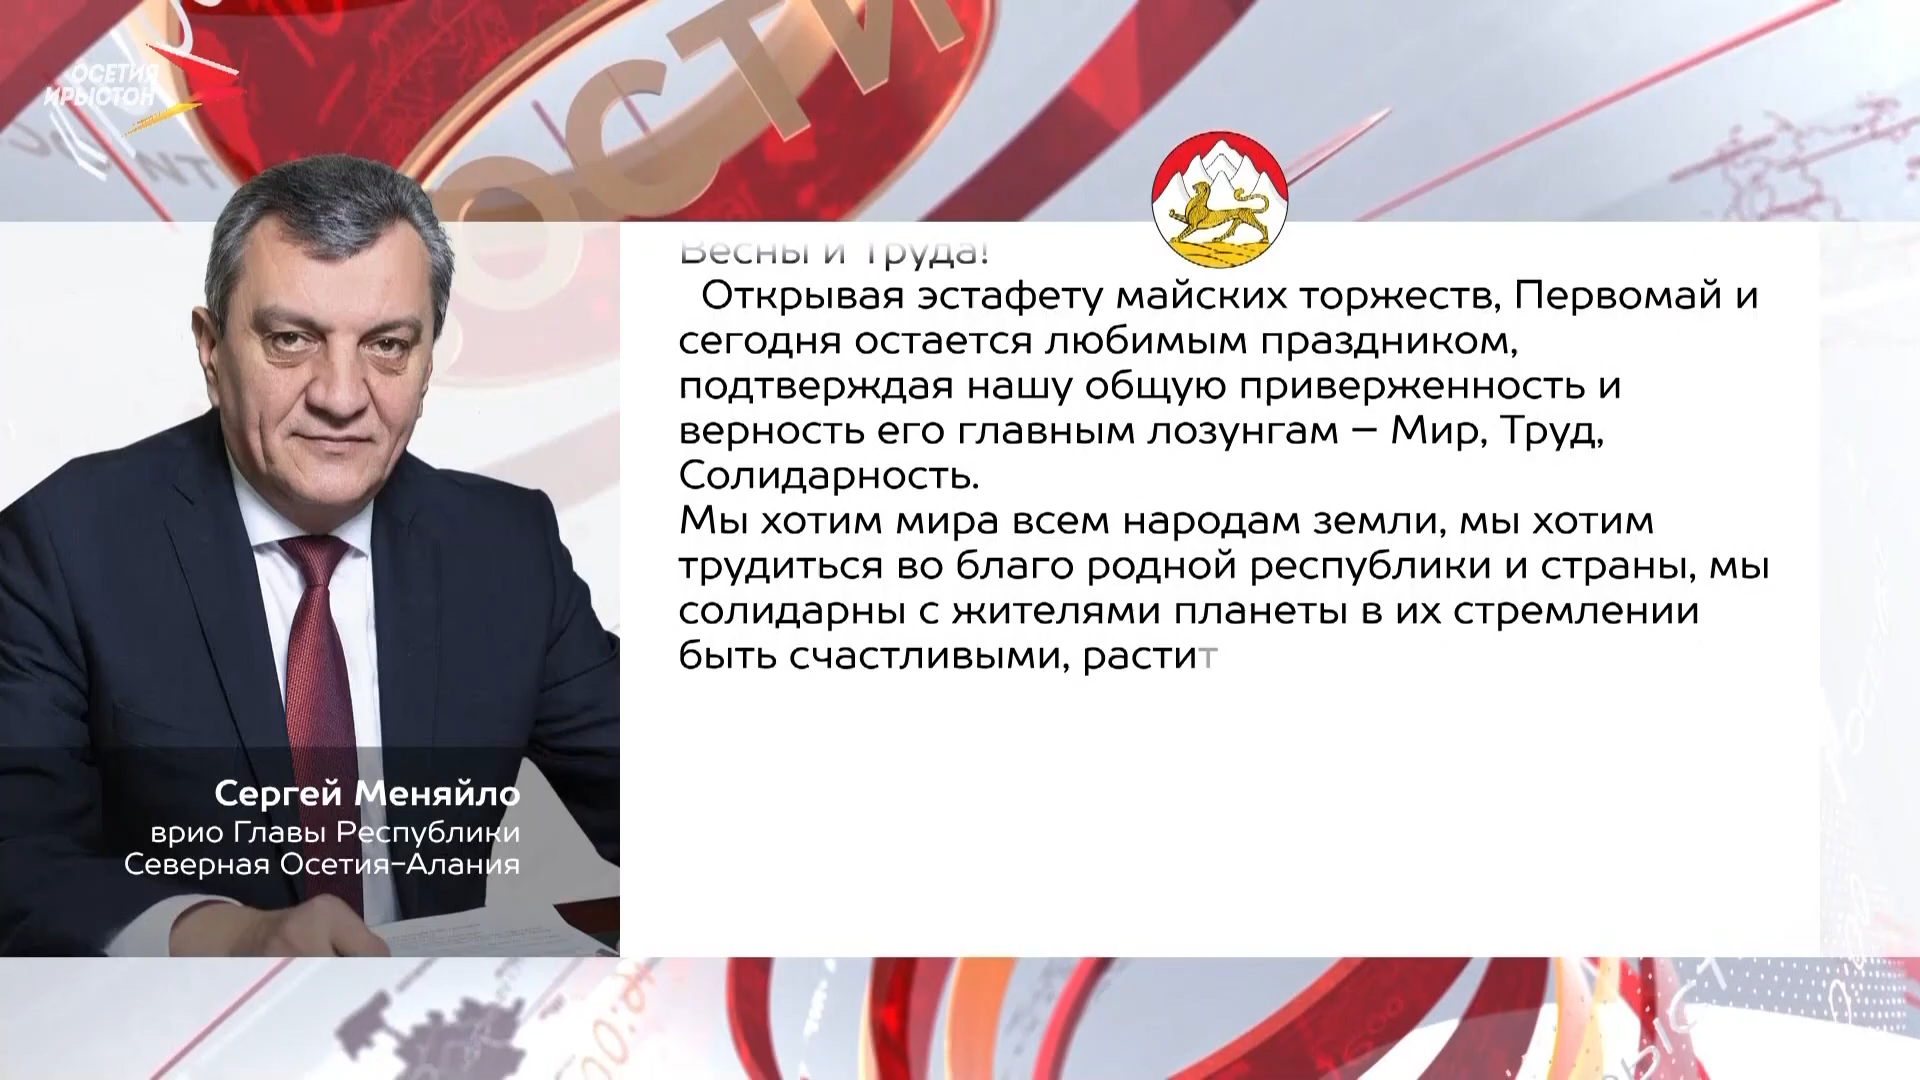 ОСЕТИЯ
ИРЫСТОН
ОСТИ
Весны и Труда!
Открывая эстафету майских торжеств, Первомай и
сегодня остается любимым праздником,
подтверждая нашу общую приверженность и
верность его главным лозунгам – Мир, Труд,
Солидарность.
Мы хотим мира всем народам земли, мы хотим
трудиться во благо родной республики и страны, мы
солидарны с жителями планеты в их стремлении
быть счастливыми, растит
Сергей Меняйло
врио Главы Республики
Северная Осетия-Алания